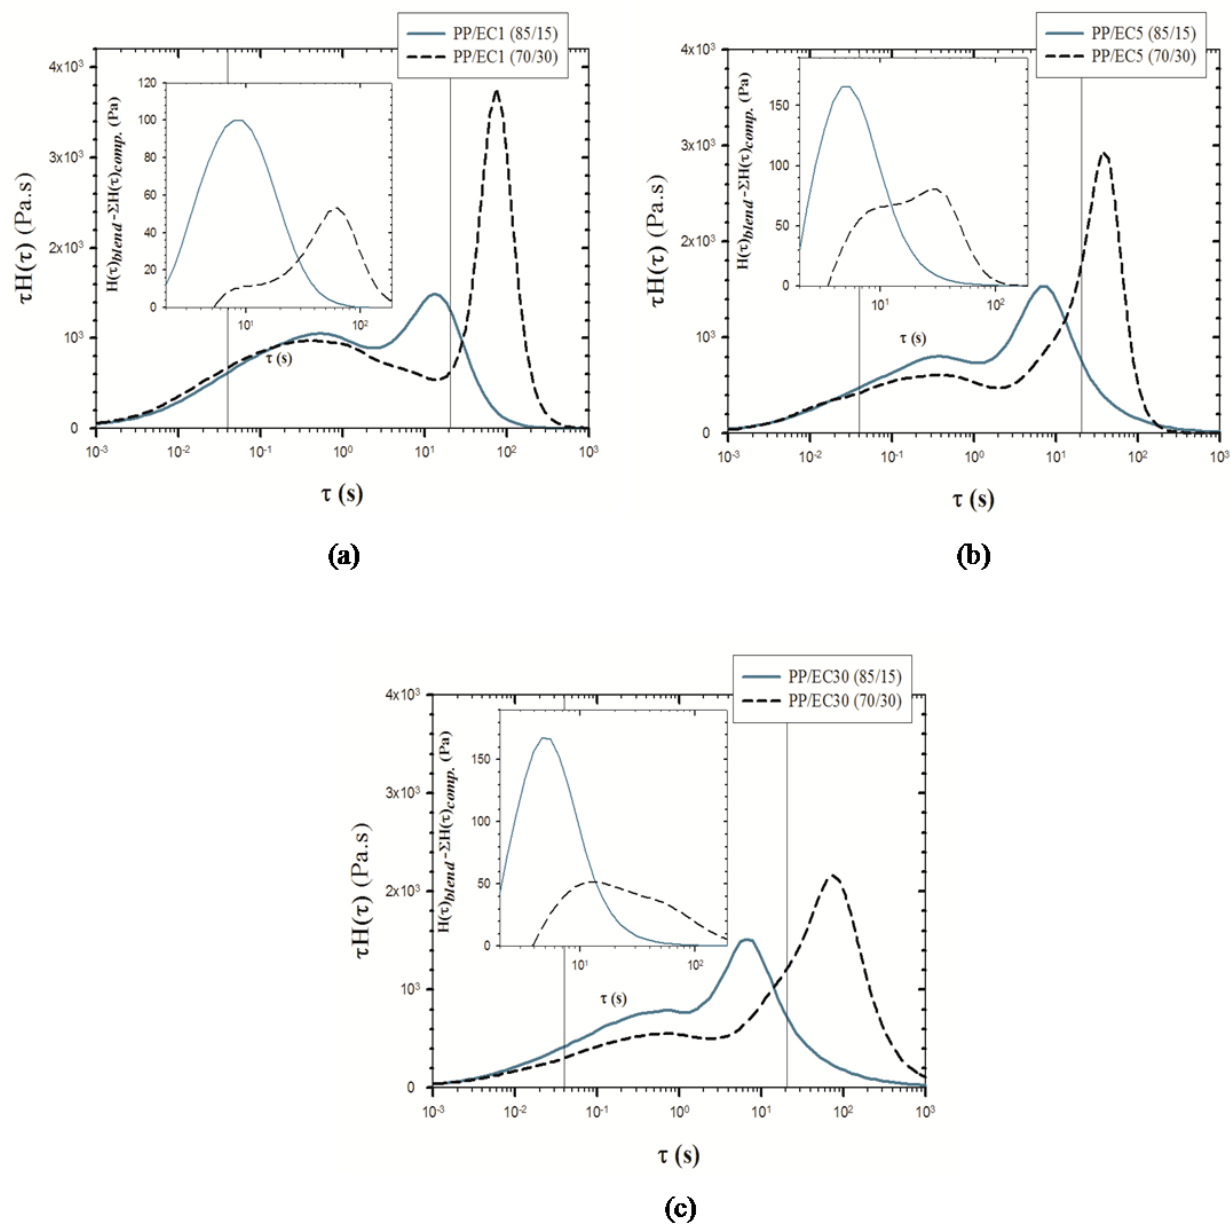 PP/EC1 (85/15)
PP/EC1 (70/30)
4x10³
3x10³
2x10³
10³
0
τH(τ) (Pa.s)
120
100
80
60
40
20
0
H(τ)blend -ΣH(τ)comp. (Pa)
10¹
10²
τ (s)
10⁻³
10⁻²
10⁻¹
10⁰
10¹
10²
10³
τ (s)
(a)
PP/EC5 (85/15)
PP/EC5 (70/30)
4x10³
3x10³
2x10³
10³
0
τH(τ) (Pa.s)
150
100
50
0
H(τ)blend -ΣH(τ)comp. (Pa)
10¹
10²
τ (s)
10⁻³
10⁻²
10⁻¹
10⁰
10¹
10²
10³
τ (s)
(b)
PP/EC30 (85/15)
PP/EC30 (70/30)
4x10³
3x10³
2x10³
10³
0
τH(τ) (Pa.s)
150
100
50
0
H(τ)blend -ΣH(τ)comp. (Pa)
10¹
10²
τ (s)
10⁻³
10⁻²
10⁻¹
10⁰
10¹
10²
10³
τ (s)
(c)